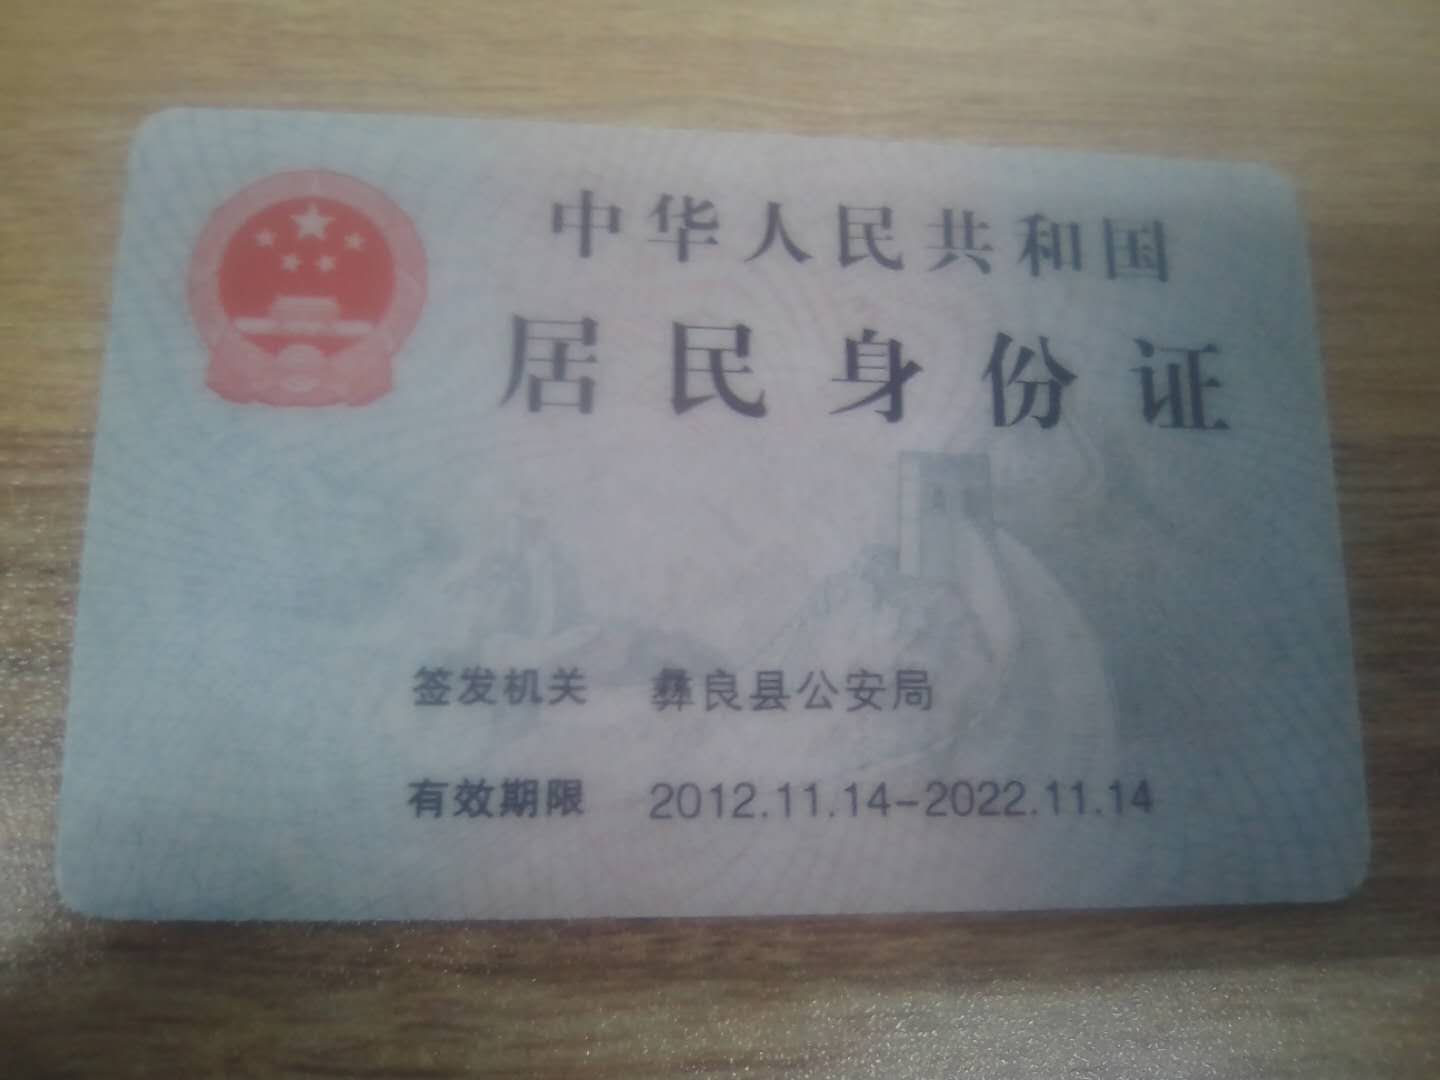 中华人民共和国
居民身份证
签发机关 彝良县公安局
有效期限 2012.11.14-2022.11.14